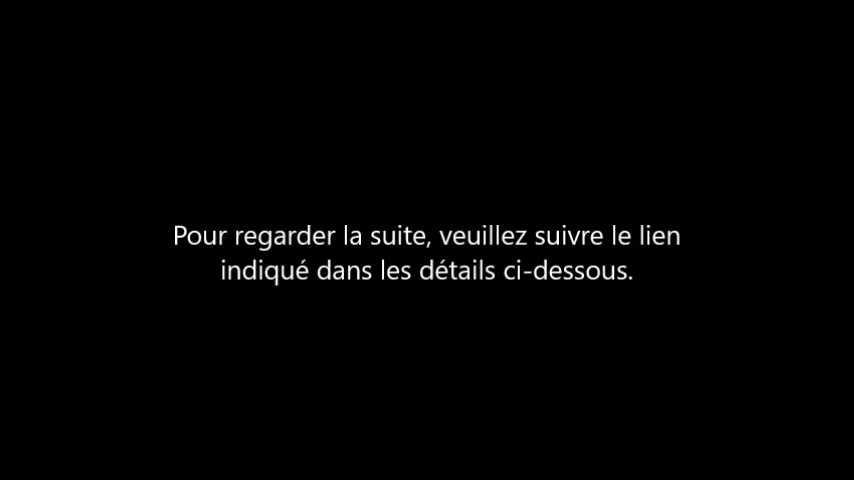 Pour regarder la suite, veuillez suivre le lien
indiqué dans les détails ci-dessous.